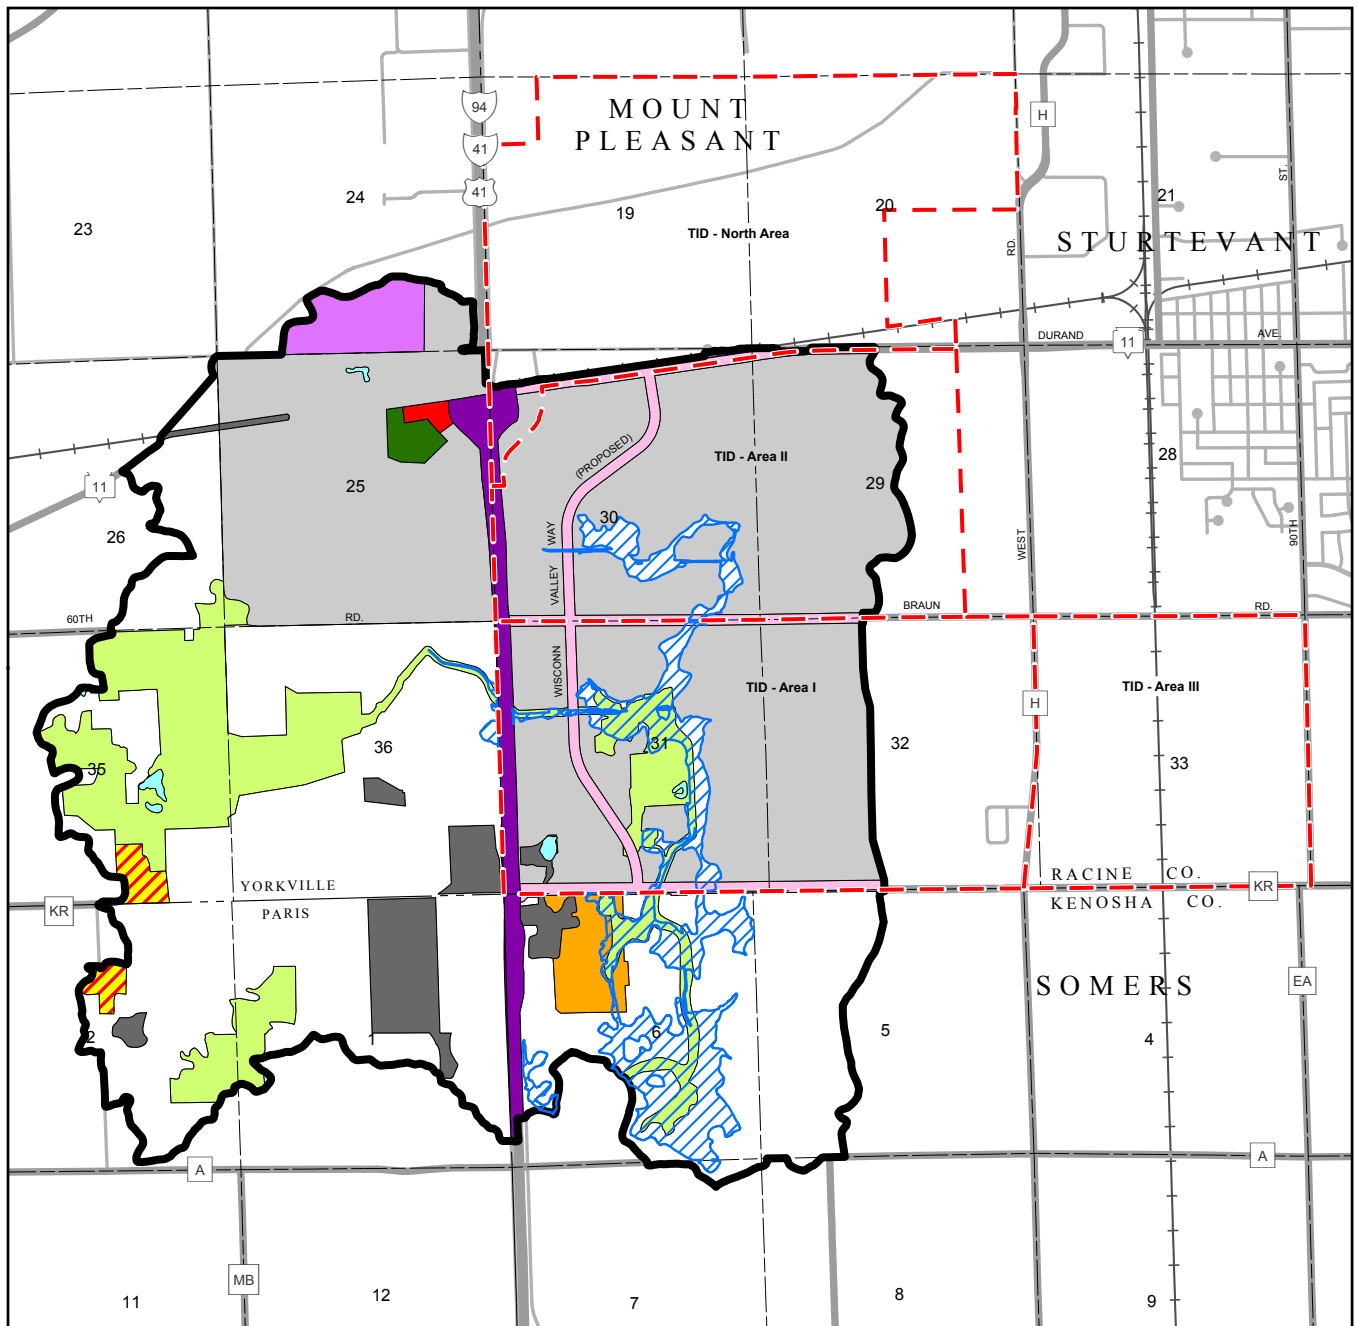 94
MOUNT
PLEASANT
H
41
41
24
23
19
20
21
ST.
TID - North Area
RD.
STURTEVANT
DURAND
AVE.
11
(PROPOSED)
TID - Area II
28
11
25
29
30
26
WAY
WEST
90TH
VALLEY
60TH
RD.
BRAUN
RD.
WISCONN
TID - Area I
TID - Area III
H
36
31
32
33
35
YORKVILLE
RACINE CO.
KR
KR
PARIS
KENOSHA CO.
SOMERS
EA
2
1
6
5
4
A
A
MB
11
12
7
8
9